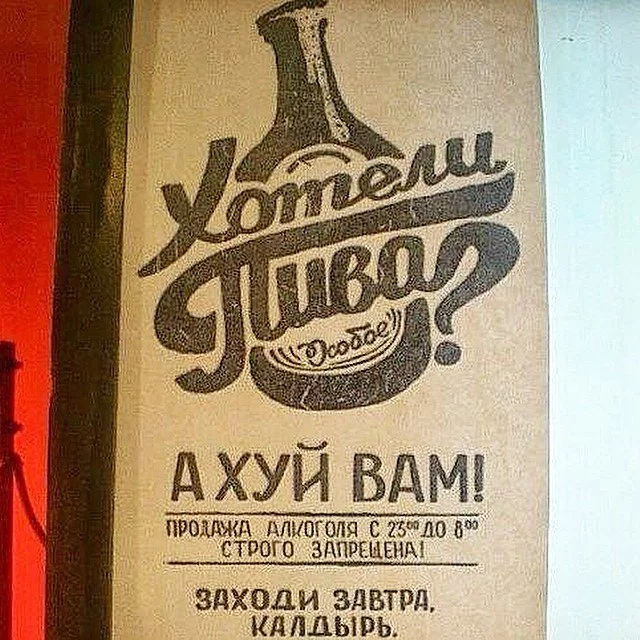 Хотели
Пива?
Особое
А ХУЙ ВАМ!
ПРОДАЖА АЛКОГОЛЯ С 23⁰⁰ ДО 8⁰⁰
СТРОГО ЗАПРЕЩЕНА!
ЗАХОДИ ЗАВТРА,
КАЛДЫРЬ.